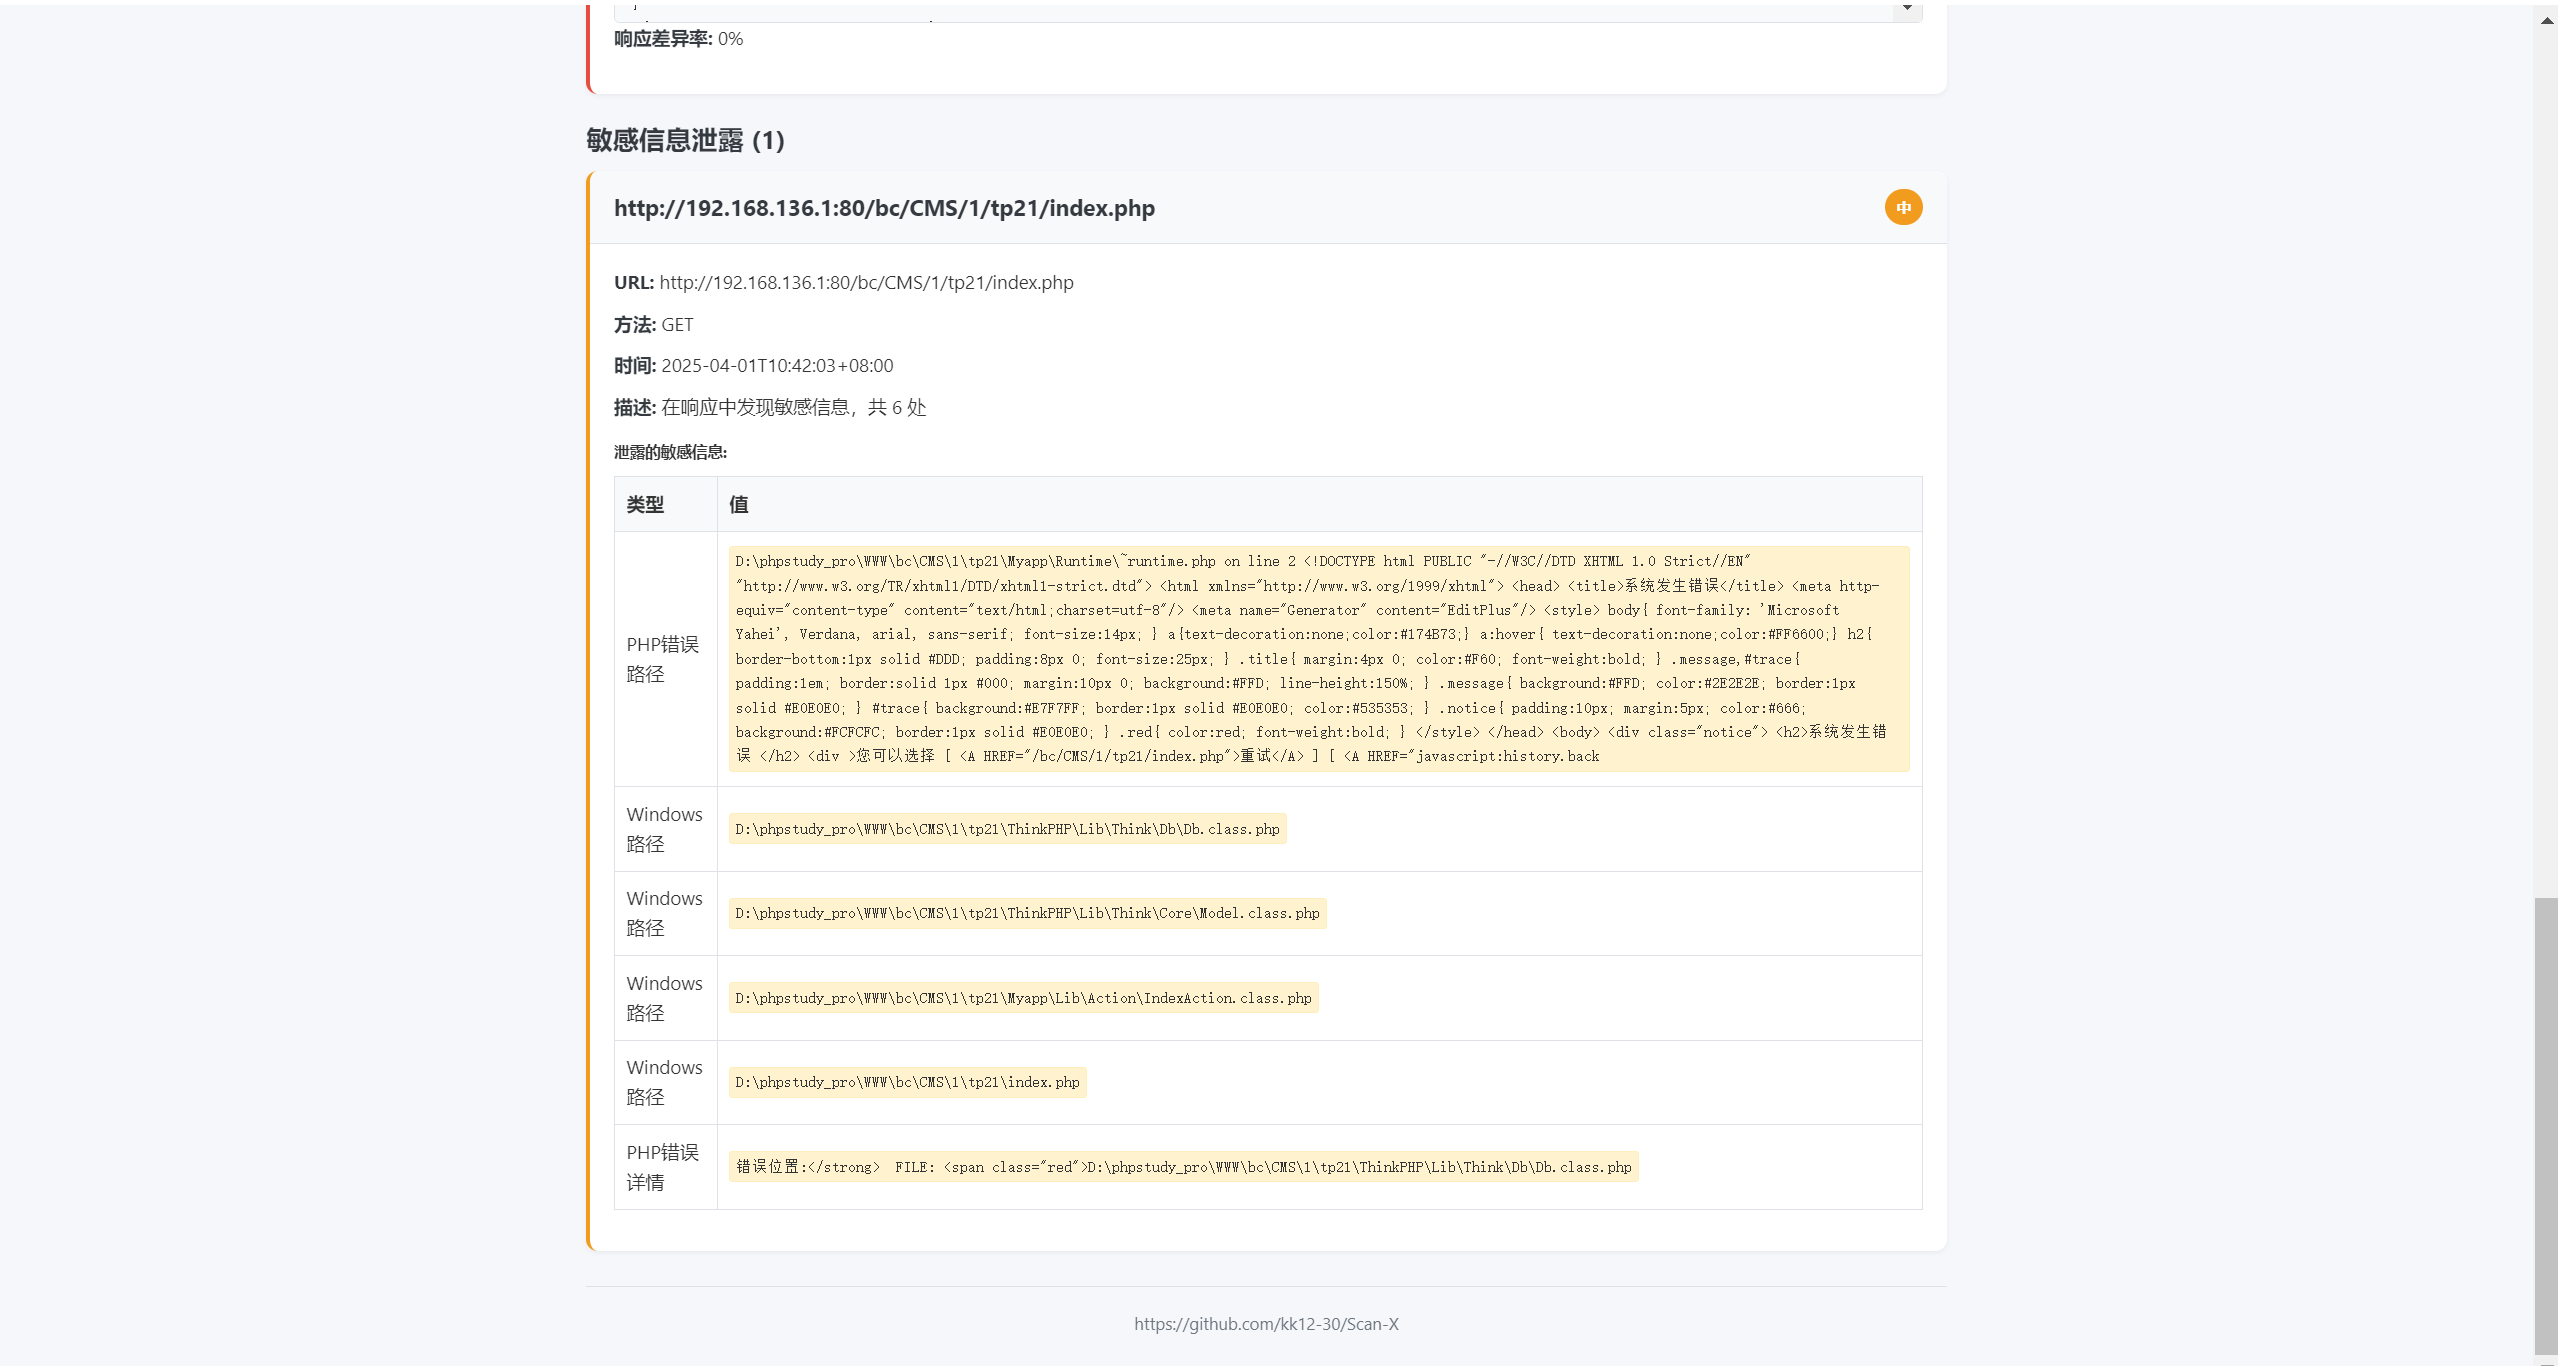 响应差异率: 0%
敏感信息泄露 (1)
http://192.168.136.1:80/bc/CMS/1/tp21/index.php
中
URL: http://192.168.136.1:80/bc/CMS/1/tp21/index.php
方法: GET
时间: 2025-04-01T10:42:03+08:00
描述: 在响应中发现敏感信息，共 6 处
泄露的敏感信息:
类型 值
PHP错误路径
D:\phpstudy_pro\WWW\bc\CMS\1\tp21\Myapp\Runtime\~runtime.php on line 2 <!DOCTYPE html PUBLIC "-//W3C//DTD XHTML 1.0 Strict//EN"
"http://www.w3.org/TR/xhtml1/DTD/xhtml1-strict.dtd"> <html xmlns="http://www.w3.org/1999/xhtml"> <head> <title>系统发生错误</title> <meta http-
equiv="content-type" content="text/html;charset=utf-8"/> <meta name="Generator" content="EditPlus"/> <style> body{ font-family: 'Microsoft
Yahei', Verdana, arial, sans-serif; font-size:14px; } a{text-decoration:none;color:#174B73;} a:hover{ text-decoration:none;color:#FF6600;} h2{
border-bottom:1px solid #DDD; padding:8px 0; font-size:25px; } .title{ margin:4px 0; color:#F60; font-weight:bold; } .message,#trace{
padding:1em; border:solid 1px #000; margin:10px 0; background:#FFD; line-height:150%; } .message{ background:#FFD; color:#2E2E2E; border:1px
solid #E0E0E0; } #trace{ background:#E7F7FF; border:1px solid #E0E0E0; color:#535353; } .notice{ padding:10px; margin:5px; color:#666;
background:#FCFCFC; border:1px solid #E0E0E0; } .red{ color:red; font-weight:bold; } </style> </head> <body> <div class="notice"> <h2>系统发生错
误 </h2> <div >您可以选择 [ <A HREF="/bc/CMS/1/tp21/index.php">重试</A> ] [ <A HREF="javascript:history.back
Windows路径
D:\phpstudy_pro\WWW\bc\CMS\1\tp21\ThinkPHP\Lib\Think\Db\Db.class.php
Windows路径
D:\phpstudy_pro\WWW\bc\CMS\1\tp21\ThinkPHP\Lib\Think\Core\Model.class.php
Windows路径
D:\phpstudy_pro\WWW\bc\CMS\1\tp21\Myapp\Lib\Action\IndexAction.class.php
Windows路径
D:\phpstudy_pro\WWW\bc\CMS\1\tp21\index.php
PHP错误详情
错误位置:</strong> FILE: <span class="red">D:\phpstudy_pro\WWW\bc\CMS\1\tp21\ThinkPHP\Lib\Think\Db\Db.class.php
https://github.com/kk12-30/Scan-X